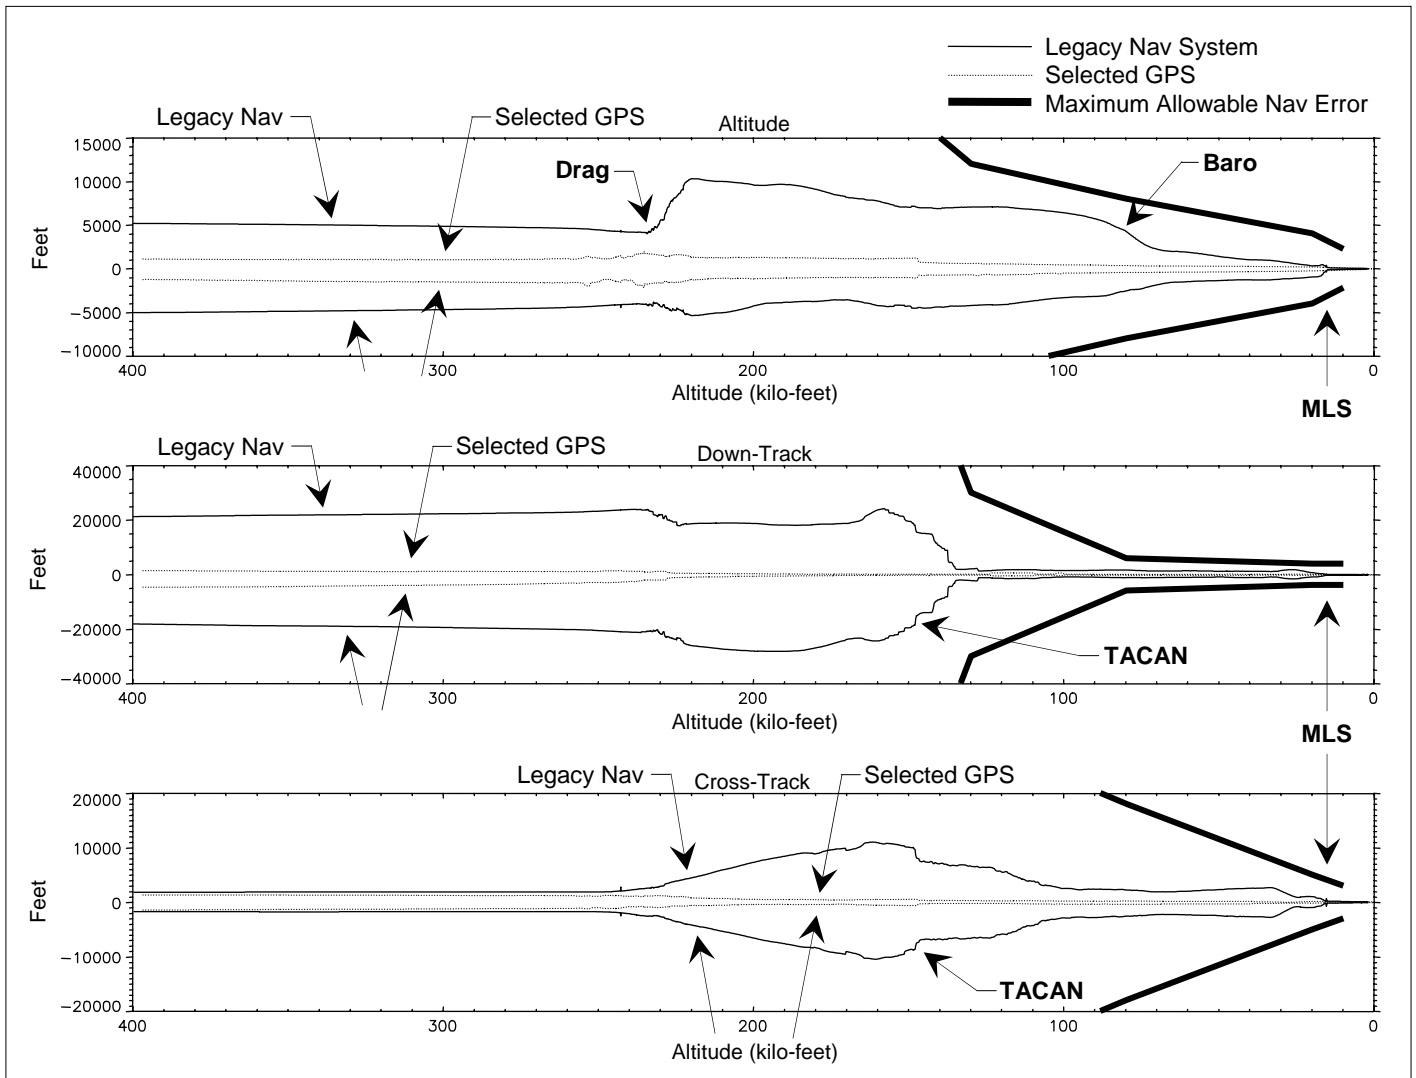 Legacy Nav System
Selected GPS
Maximum Allowable Nav Error
Legacy Nav
Selected GPS
Altitude
Drag
Baro
15000
10000
5000
0
−5000
−10000
Feet
400
300
200
100
0
Altitude (kilo-feet)
MLS
Legacy Nav
Selected GPS
Down-Track
40000
20000
0
−20000
−40000
Feet
TACAN
400
300
200
100
0
Altitude (kilo-feet)
MLS
Legacy Nav
Cross-Track
Selected GPS
20000
10000
0
−10000
−20000
Feet
TACAN
400
300
200
100
0
Altitude (kilo-feet)